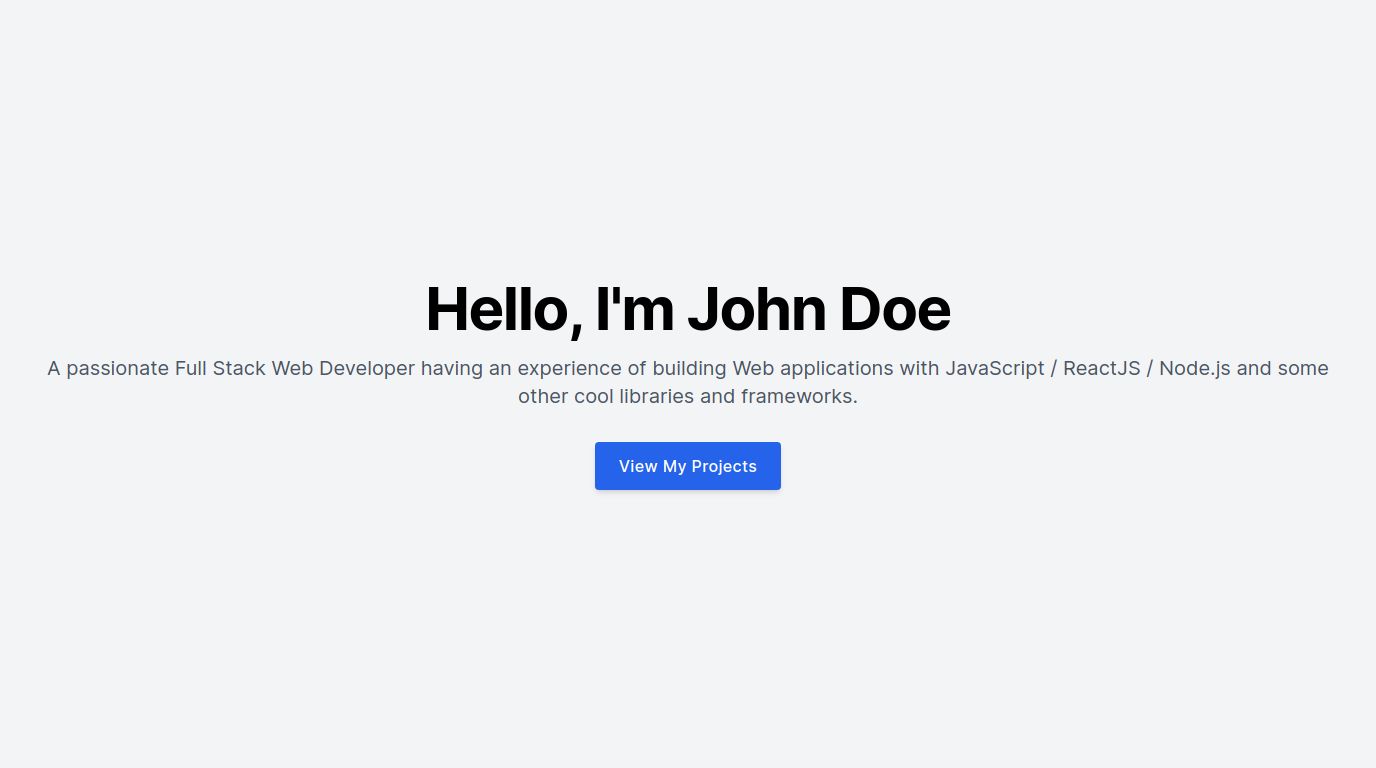 Hello, I'm John Doe
A passionate Full Stack Web Developer having an experience of building Web applications with JavaScript / ReactJS / Node.js and some
other cool libraries and frameworks.
View My Projects